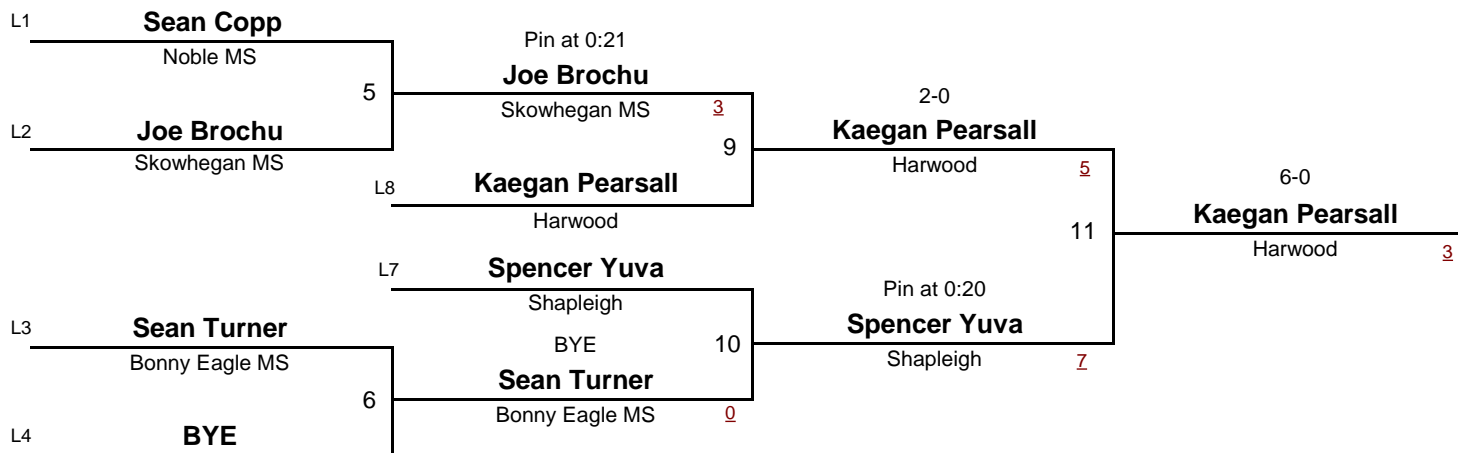 L1
Sean Copp
Noble MS
5
L2
Joe Brochu
Skowhegan MS
Pin at 0:21
Joe Brochu
Skowhegan MS
3
9
L8
Kaegan Pearsall
Harwood
2-0
Kaegan Pearsall
Harwood
5
11
6-0
Kaegan Pearsall
Harwood
3
L7
Spencer Yuva
Shapleigh
BYE
10
Pin at 0:20
Spencer Yuva
Shapleigh
7
L3
Sean Turner
Bonny Eagle MS
6
Sean Turner
Bonny Eagle MS
0
L4
BYE